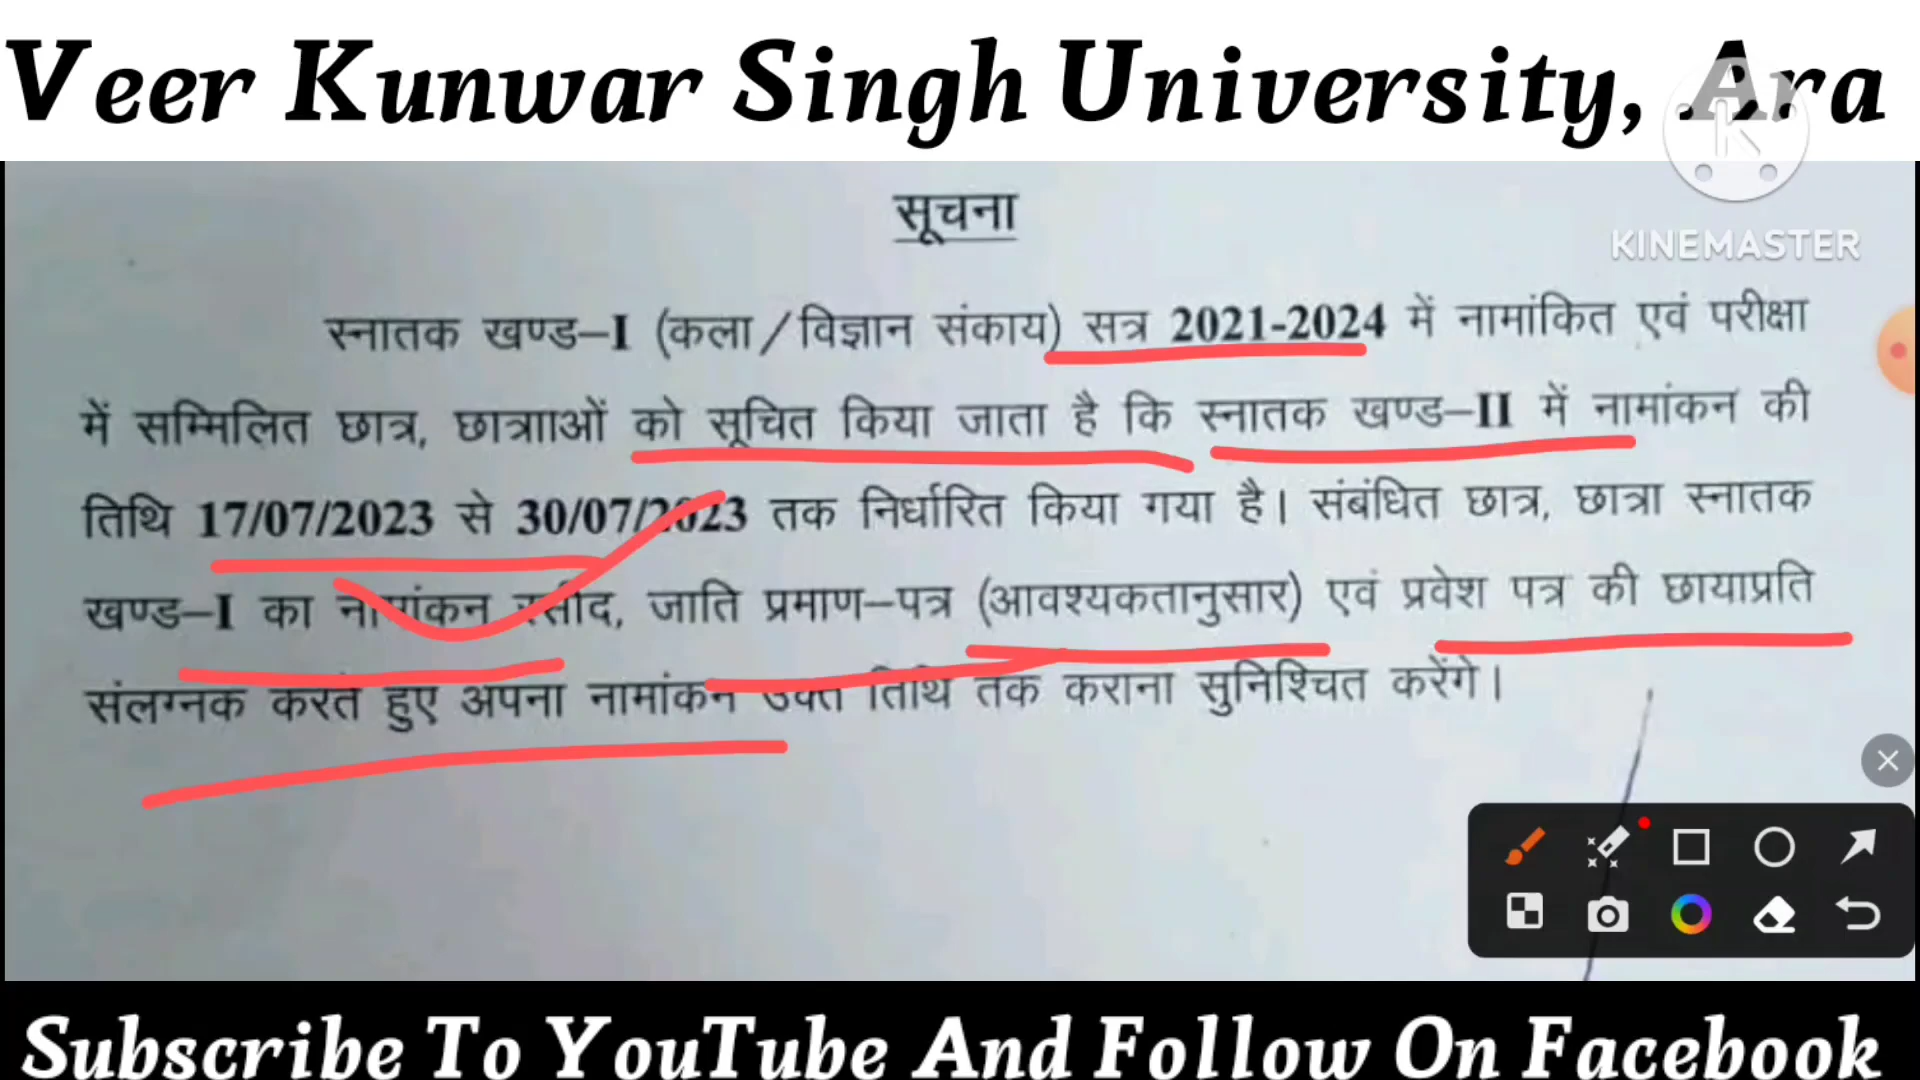 Veer Kunwar Singh University, Ara
KINEMASTER
सूचना
स्नातक खण्ड–I (कला/विज्ञान संकाय) सत्र 2021-2024 में नामांकित एवं परीक्षा
में सम्मिलित छात्र, छात्रााओं को सूचित किया जाता है कि स्नातक खण्ड–II में नामांकन की
तिथि 17/07/2023 से 30/07/2023 तक निर्धारित किया गया है। संबंधित छात्र, छात्रा स्नातक
खण्ड–I का नामांकन रसीद, जाति प्रमाण–पत्र (आवश्यकतानुसार) एवं प्रवेश पत्र की छायाप्रति
संलग्नक करते हुए अपना नामांकन उक्त तिथि तक कराना सुनिश्चित करेंगे।
Subscribe To YouTube And Follow On Facebook